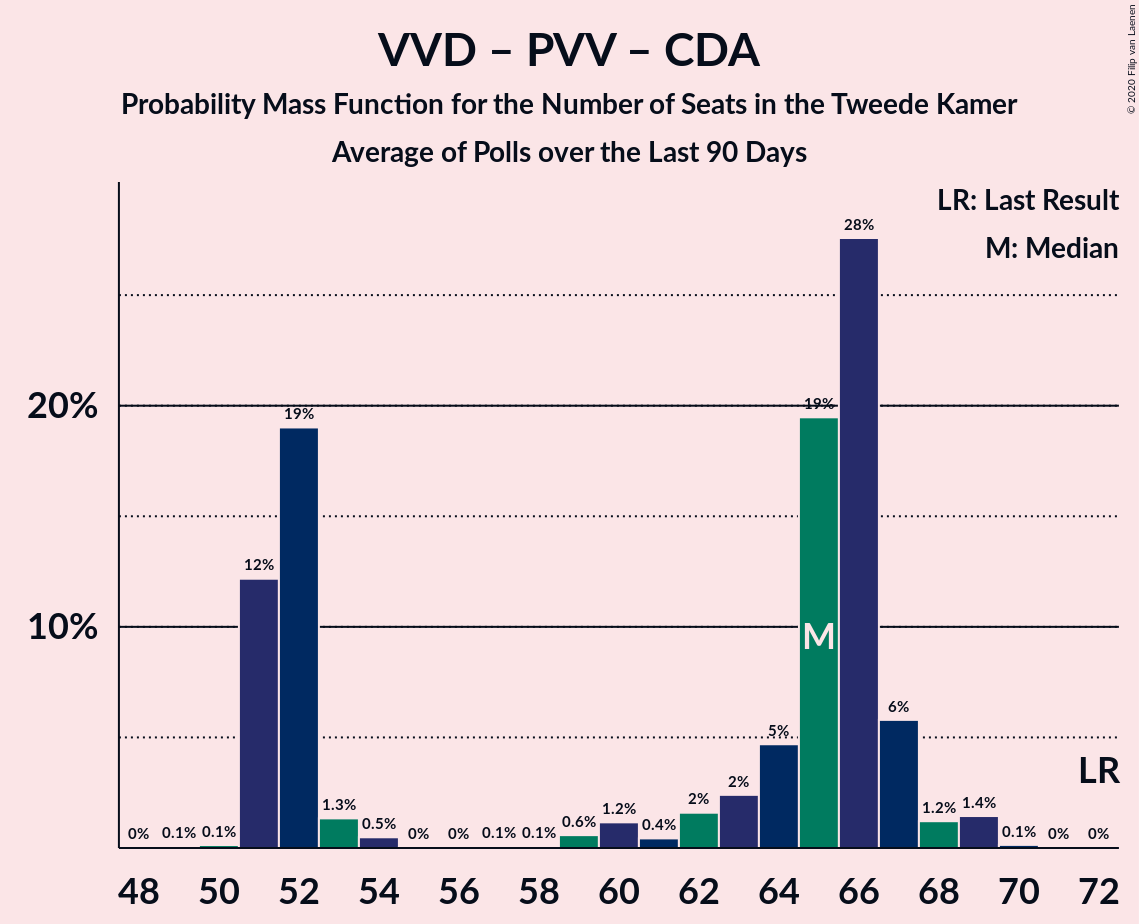 VVD – PVV – CDA
Probability Mass Function for the Number of Seats in the Tweede Kamer
Average of Polls over the Last 90 Days
© 2020 Filip van Laenen
LR: Last Result
M: Median
20%
10%
0% 0.1% 0.1% 12% 19% 1.3% 0.5% 0% 0% 0.1% 0.1% 0.6% 1.2% 0.4% 2% 2% 5% 19% 28% 6% 1.2% 1.4% 0.1% 0% 0%
M
LR
48 50 52 54 56 58 60 62 64 66 68 70 72